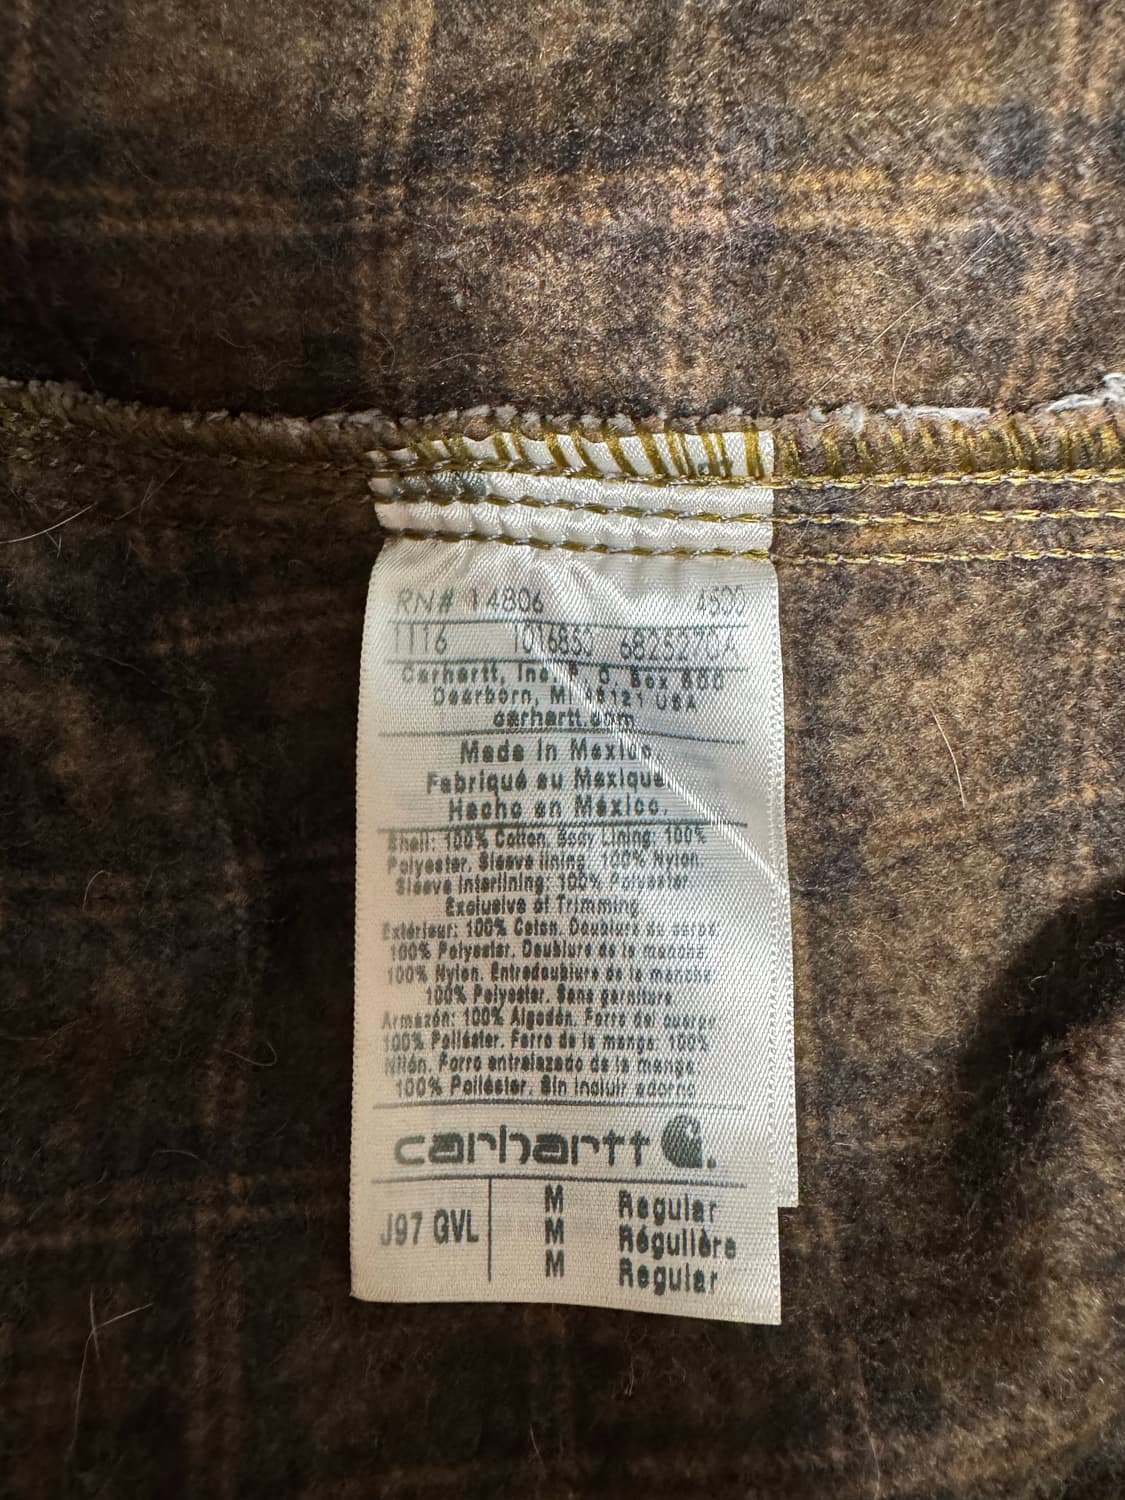 RN# 14806 4600
1116 1016850 682527CA
Carhartt, Inc. P. O. Box 600
Dearborn, MI 48121 USA
carhartt.com
Made in Mexico.
Fabriqué au Mexique.
Hecho en México.
Shell: 100% Cotton. Body Lining: 100%
Polyester. Sleeve lining: 100% Nylon.
Sleeve Interlining: 100% Polyester
Exclusive of Trimming
Extérieur: 100% Coton. Doublure du corps:
100% Polyester. Doublure de la manche:
100% Nylon. Entredoublure de la manche:
100% Polyester. Sans garniture.
Armazón: 100% Algodón. Forro del cuerpo:
100% Poliéster. Forro de la manga: 100%
Nilón. Forro entrelazado de la manga:
100% Poliéster. Sin incluir adorno
carhartt
J97 GVL
M Regular
M Régulière
M Regular